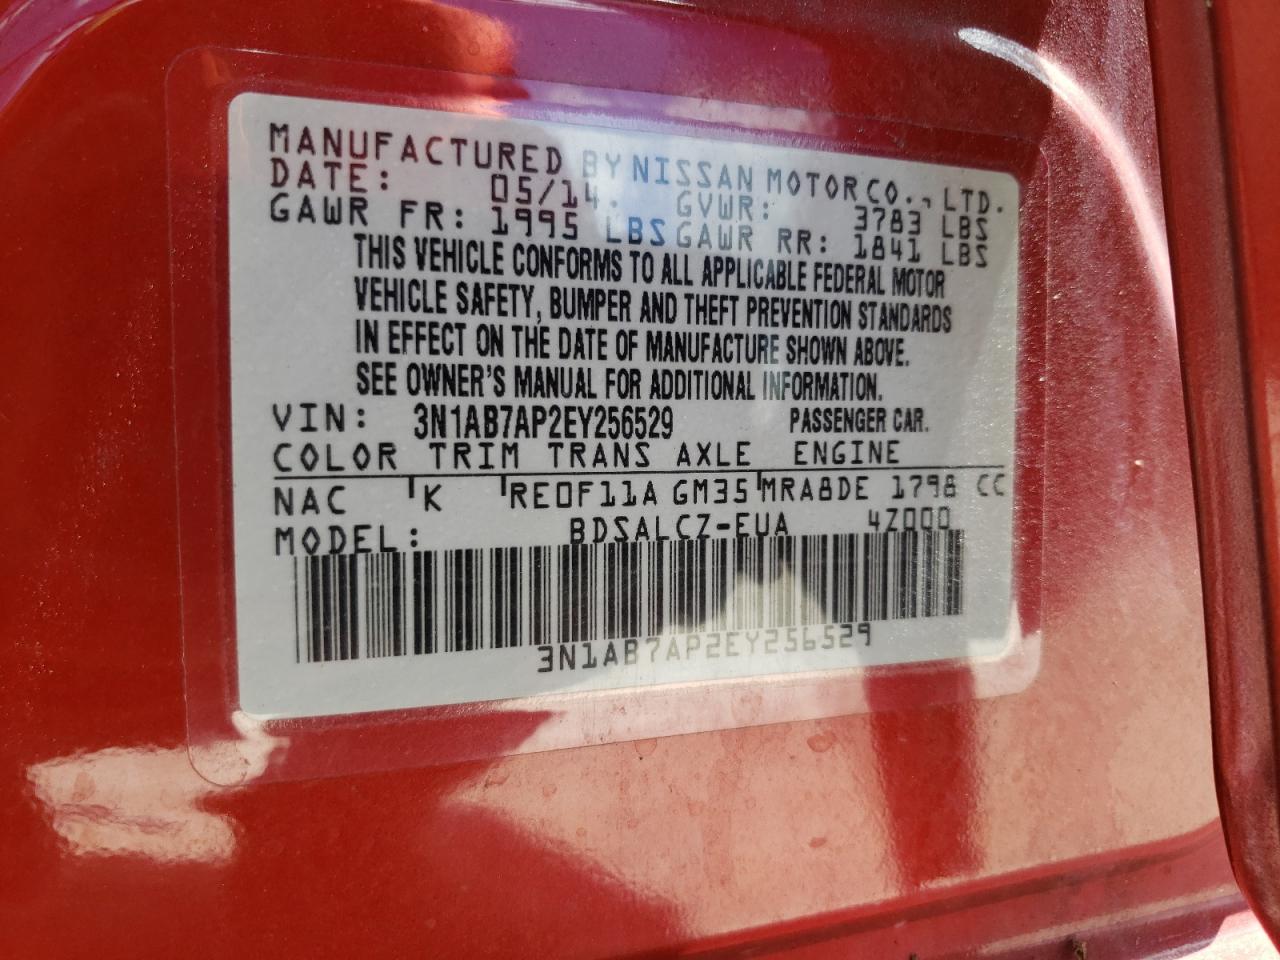 MANUFACTURED BY NISSAN MOTOR CO., LTD.
DATE: 05/14. GVWR: 3783 LBS
GAWR FR: 1995 LBS GAWR RR: 1841 LBS
THIS VEHICLE CONFORMS TO ALL APPLICABLE FEDERAL MOTOR
VEHICLE SAFETY, BUMPER AND THEFT PREVENTION STANDARDS
IN EFFECT ON THE DATE OF MANUFACTURE SHOWN ABOVE.
SEE OWNER'S MANUAL FOR ADDITIONAL INFORMATION.
VIN: 3N1AB7AP2EY256529 PASSENGER CAR.
COLOR TRIM TRANS AXLE ENGINE
NAC K RE0F11A GM35 MRA8DE 1798 CC
MODEL: BDSALCZ-EUA 4Z000
3N1AB7AP2EY256529